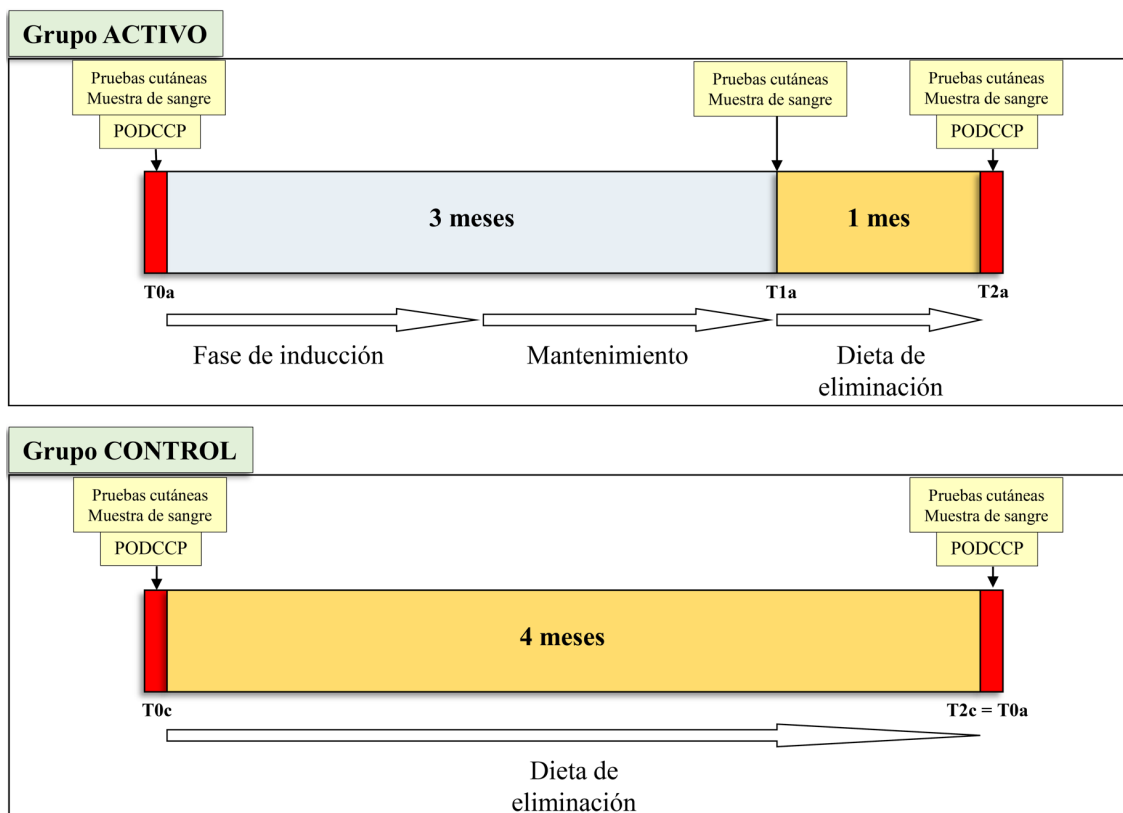 Grupo ACTIVO
Pruebas cutáneas
Muestra de sangre
PODCCP
Pruebas cutáneas
Muestra de sangre
Pruebas cutáneas
Muestra de sangre
PODCCP
3 meses
1 mes
T0a
T1a
T2a
Fase de inducción
Mantenimiento
Dieta de
eliminación
Grupo CONTROL
Pruebas cutáneas
Muestra de sangre
PODCCP
Pruebas cutáneas
Muestra de sangre
PODCCP
4 meses
T0c
T2c = T0a
Dieta de
eliminación